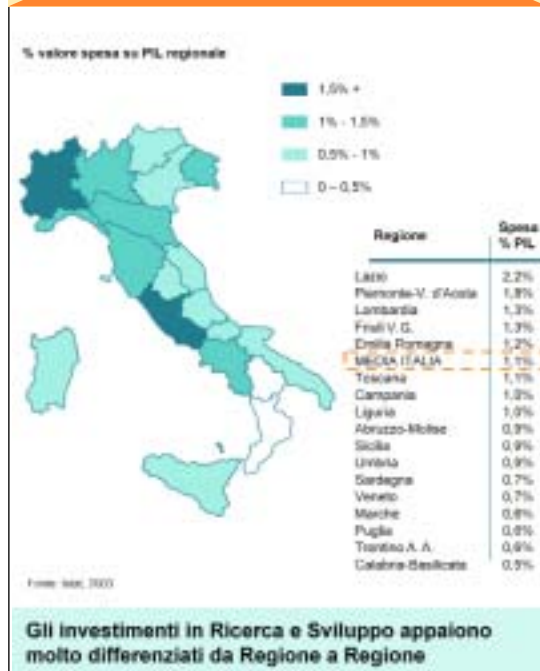 % valore spesa su PIL regionale
1,5% +
1% - 1,5%
0,5% - 1%
0 – 0,5%
Regione Spesa % PIL
Lazio 2,2%
Piemonte-V. d'Aosta 1,8%
Lombardia 1,3%
Friuli V.G. 1,3%
Emilia Romagna 1,2%
MEDIA ITALIA 1,1%
Toscana 1,1%
Campania 1,0%
Liguria 1,0%
Abruzzo-Molise 0,9%
Sicilia 0,9%
Umbria 0,9%
Sardegna 0,7%
Veneto 0,7%
Marche 0,6%
Puglia 0,6%
Trentino A. A. 0,6%
Calabria-Basilicata 0,5%
Fonte: Istat, 2003
Gli investimenti in Ricerca e Sviluppo appaiono
molto differenziati da Regione a Regione